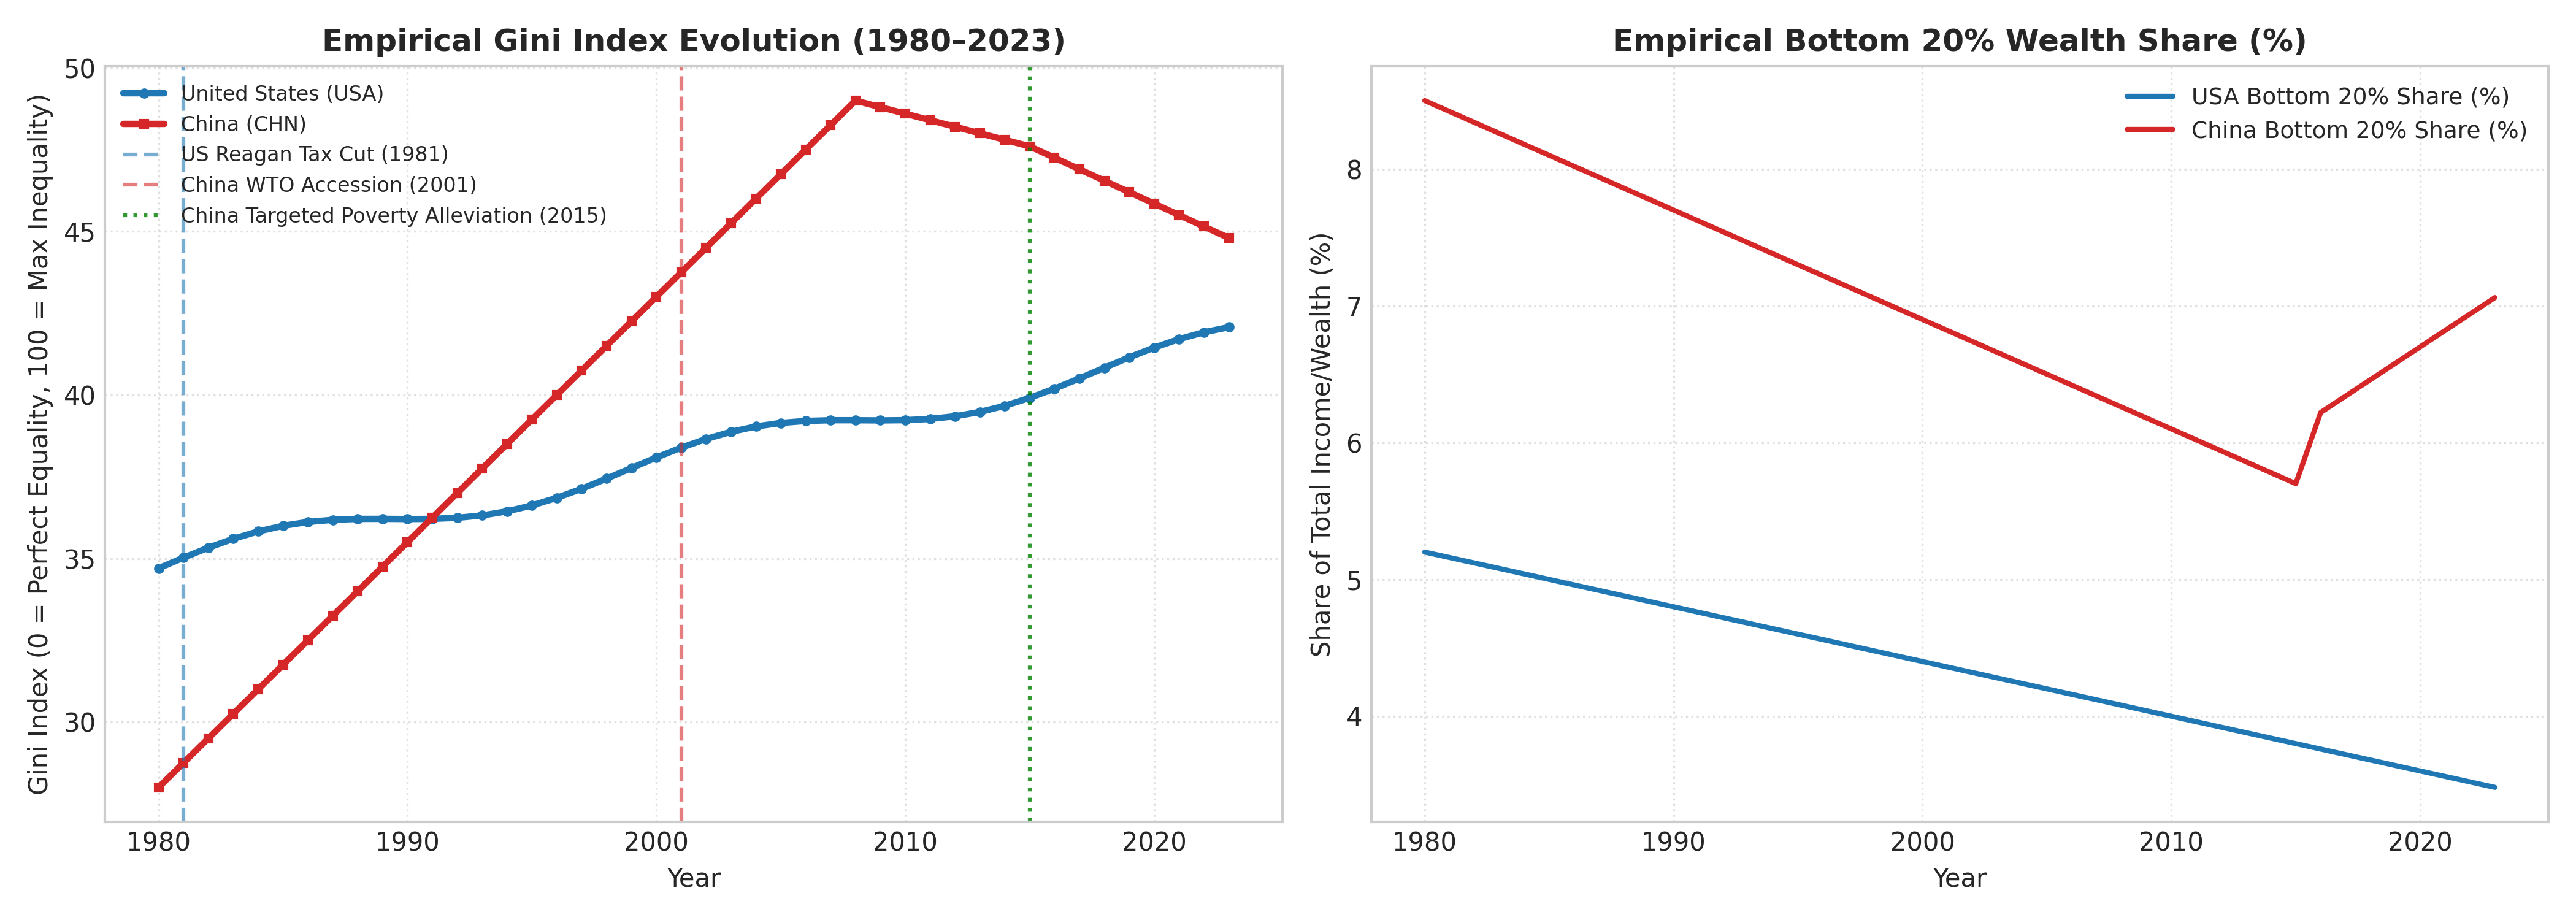 Empirical Gini Index Evolution (1980–2023)
Gini Index (0 = Perfect Equality, 100 = Max Inequality)
50
45
40
35
30
United States (USA)
China (CHN)
US Reagan Tax Cut (1981)
China WTO Accession (2001)
China Targeted Poverty Alleviation (2015)
1980 1990 2000 2010 2020
Year
Empirical Bottom 20% Wealth Share (%)
Share of Total Income/Wealth (%)
8
7
6
5
4
USA Bottom 20% Share (%)
China Bottom 20% Share (%)
1980 1990 2000 2010 2020
Year